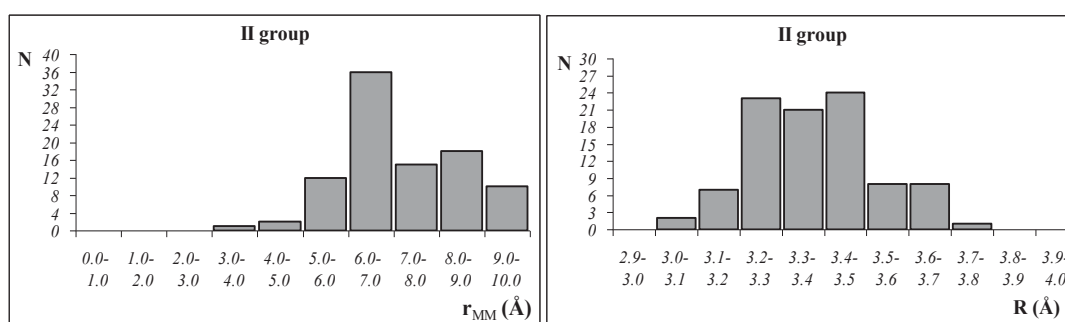 II group
N
40
36
32
28
24
20
16
12
8
4
0
0.0- 1.0- 2.0- 3.0- 4.0- 5.0- 6.0- 7.0- 8.0- 9.0-
1.0 2.0 3.0 4.0 5.0 6.0 7.0 8.0 9.0 10.0
r_MM (Å)
II group
N
30
27
24
21
18
15
12
9
6
3
0
2.9- 3.0- 3.1- 3.2- 3.3- 3.4- 3.5- 3.6- 3.7- 3.8- 3.9-
3.0 3.1 3.2 3.3 3.4 3.5 3.6 3.7 3.8 3.9 4.0
R (Å)